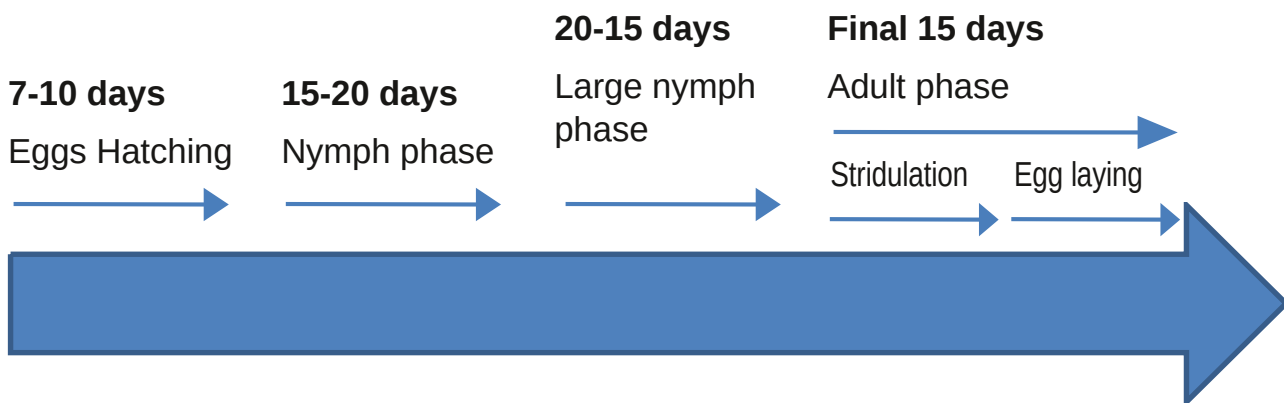 7-10 days
Eggs Hatching
15-20 days
Nymph phase
20-15 days
Large nymph
phase
Final 15 days
Adult phase
Stridulation
Egg laying